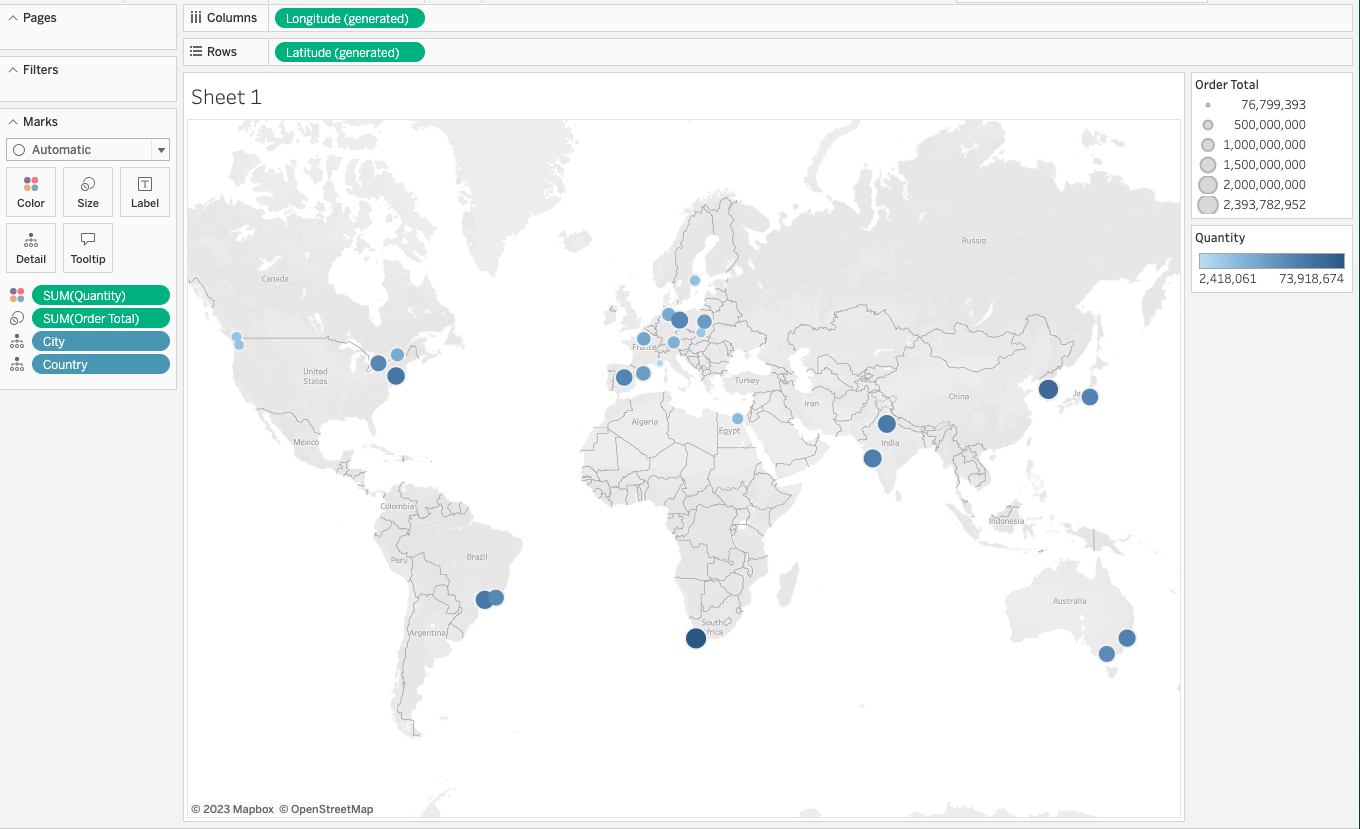 Pages
Filters
Marks
Automatic
Color
Size
Label
Detail
Tooltip
SUM(Quantity)
SUM(Order Total)
City
Country
Columns
Longitude (generated)
Rows
Latitude (generated)
Sheet 1
Russia
Canada
France
United
States
Turkey
Iran
China
Ja
Algeria
Egypt
India
Mexico
Colombia
Indonesia
Peru
Brazil
Australia
South
frica
Argentina
© 2023 Mapbox © OpenStreetMap
Order Total
76,799,393
500,000,000
1,000,000,000
1,500,000,000
2,000,000,000
2,393,782,952
Quantity
2,418,061
73,918,674